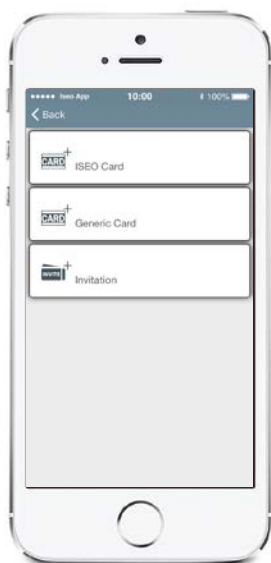 Iseo App 10:00 100%
Back
CARD
ISEO Card
CARD
Generic Card
INVITE
Invitation